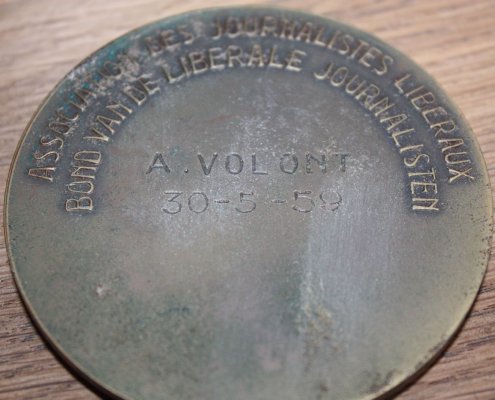 ASSOCIATION DES JOURNALISTES LIBERAUX
BOND VAN DE LIBERALE JOURNALISTEN
A. VOLONT
30-5-59